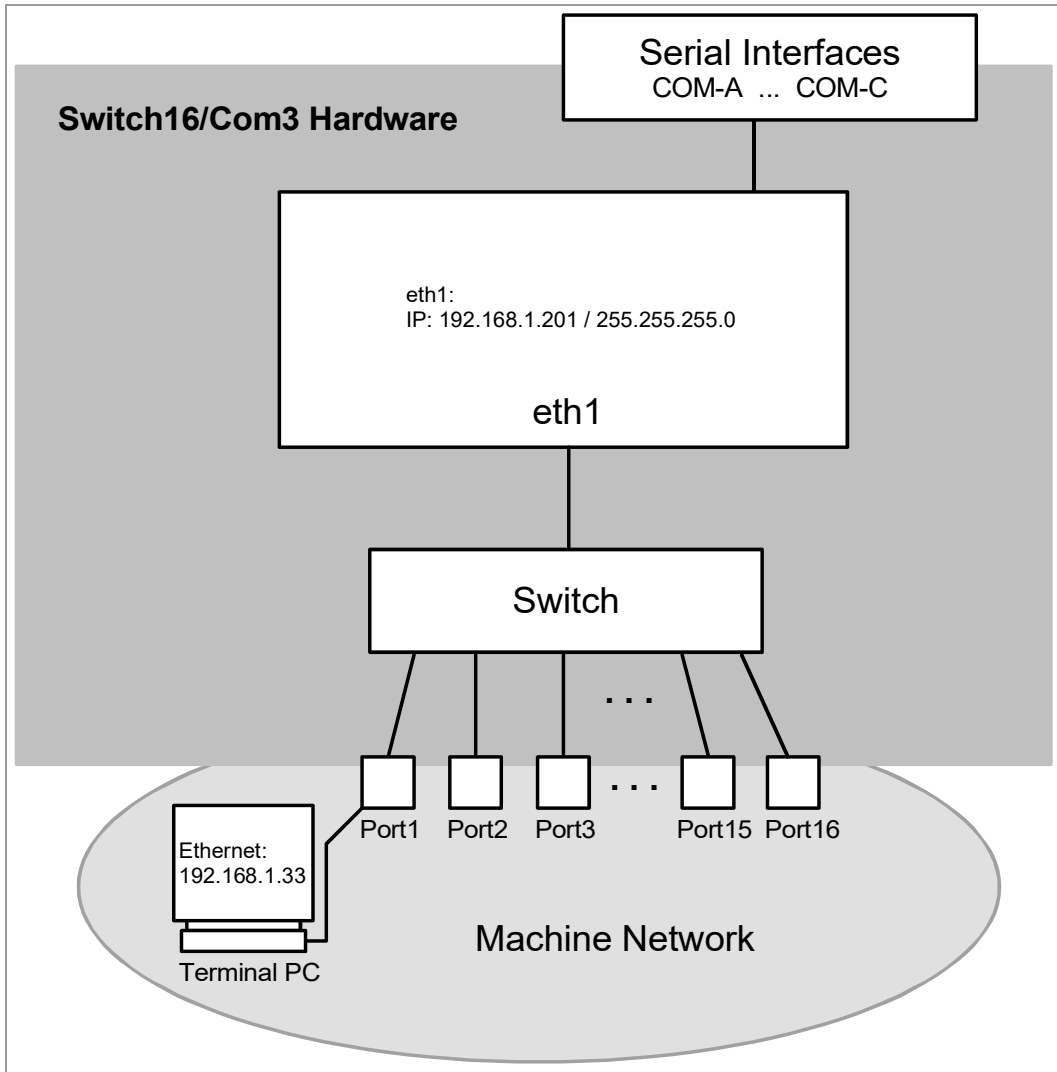 Serial Interfaces
COM-A ... COM-C
Switch16/Com3 Hardware
eth1:
IP: 192.168.1.201 / 255.255.255.0
eth1
Switch
. . .
. . .
Port1
Port2
Port3
Port15
Port16
Ethernet:
192.168.1.33
Machine Network
Terminal PC